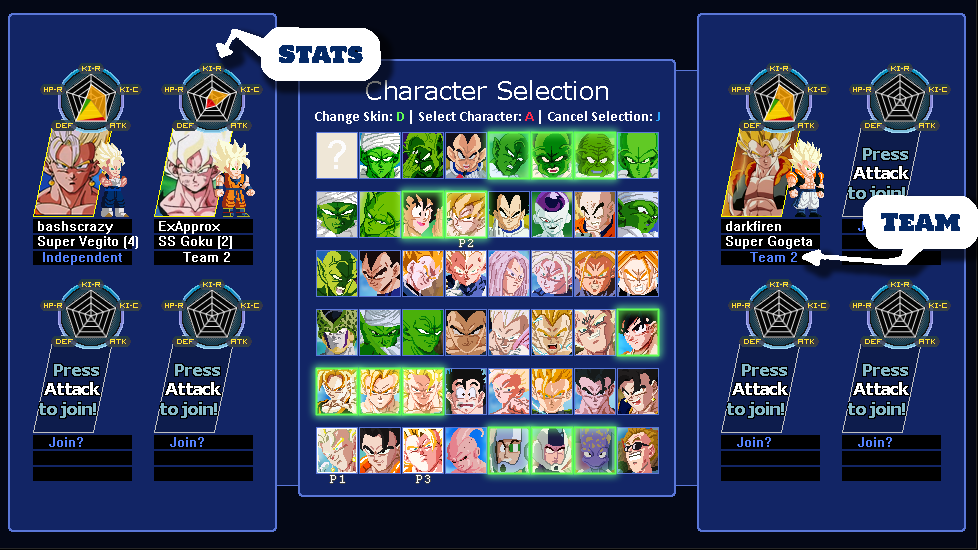 STATS
KI-R
HP-R
KI-C
DEF
ATK
bashscrazy
Super Vegito [4]
Independent
KI-R
KI-C
DEF
ATK
ExApprox
SS Goku [2]
Team 2
KI-R
HP-R
KI-C
DEF
ATK
Press
Attack
to join!
Join?
KI-R
HP-R
KI-C
DEF
ATK
Press
Attack
to join!
Join?
Character Selection
Change Skin: D | Select Character: A | Cancel Selection: J
?
P2
P1
P3
KI-R
HP-R
KI-C
DEF
ATK
darkfiren
Super Gogeta
Team 2
KI-R
HP-R
KI-C
DEF
ATK
Press
Attack
to join!
TEAM
KI-R
HP-R
KI-C
DEF
ATK
Press
Attack
to join!
Join?
KI-R
HP-R
KI-C
DEF
ATK
Press
Attack
to join!
Join?